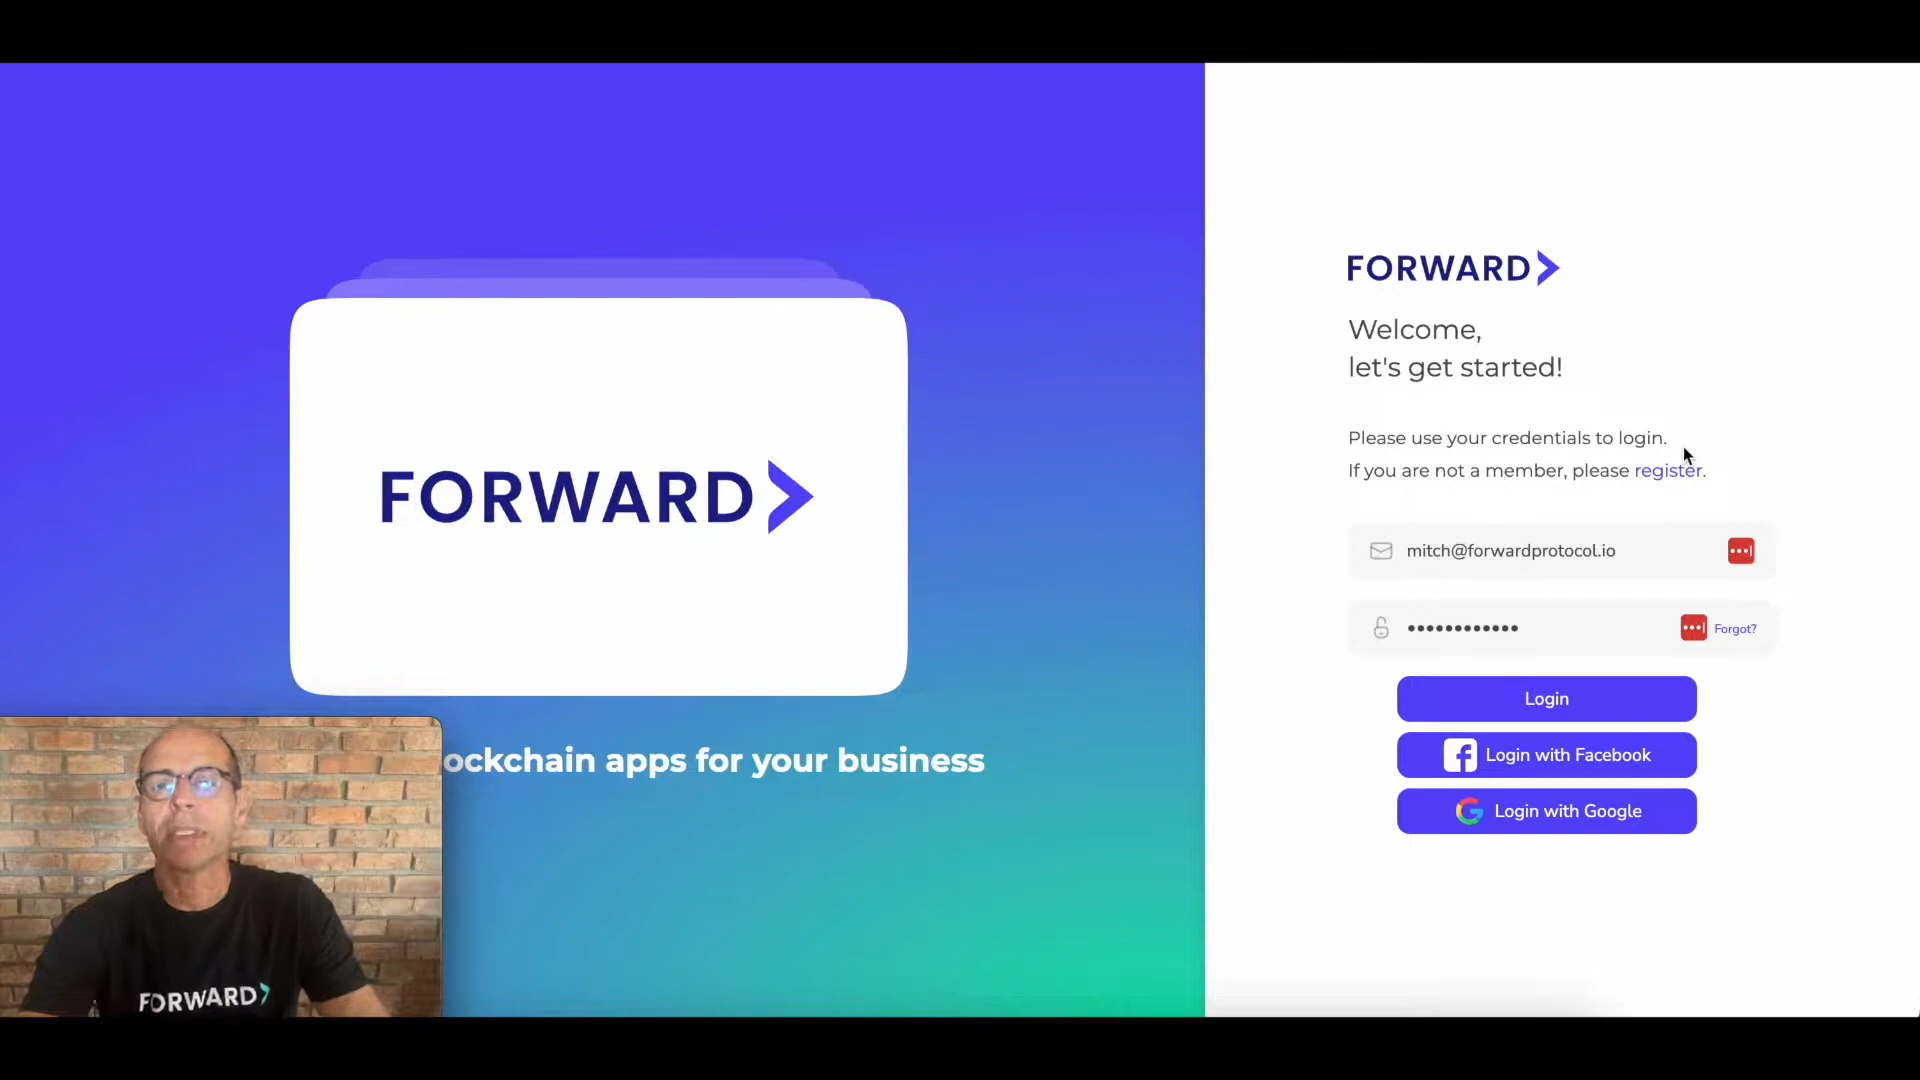 FORWARD
ockchain apps for your business
FORWARD
FORWARD
Welcome,
let's get started!
Please use your credentials to login.
If you are not a member, please register.
mitch@forwardprotocol.io
••••••••••••
Forgot?
Login
Login with Facebook
Login with Google